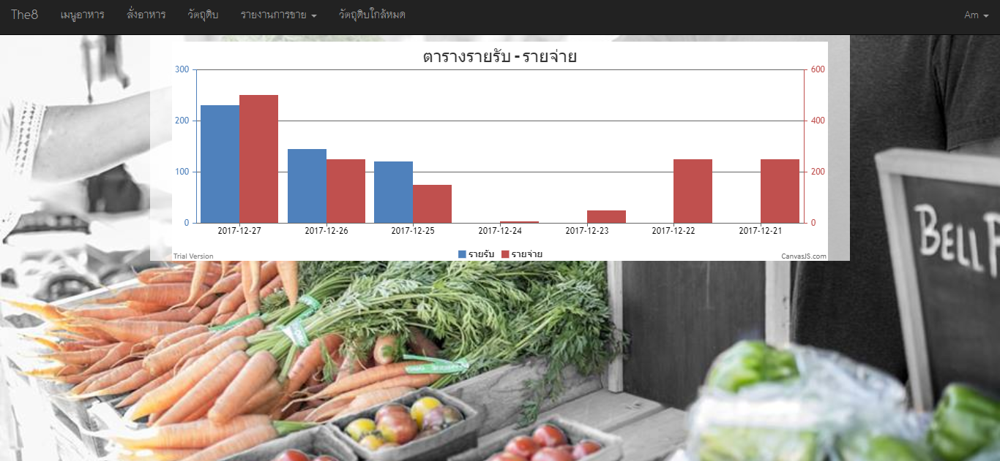 The8 เมนูอาหาร สั่งอาหาร วัตถุดิบ รายงานการขาย วัตถุดิบใกล้หมด Am
ตารางรายรับ - รายจ่าย
300 600
200 400
100 200
0 0
2017-12-27 2017-12-26 2017-12-25 2017-12-24 2017-12-23 2017-12-22 2017-12-21
รายรับ รายจ่าย
Trial Version CanvasJS.com
BELL